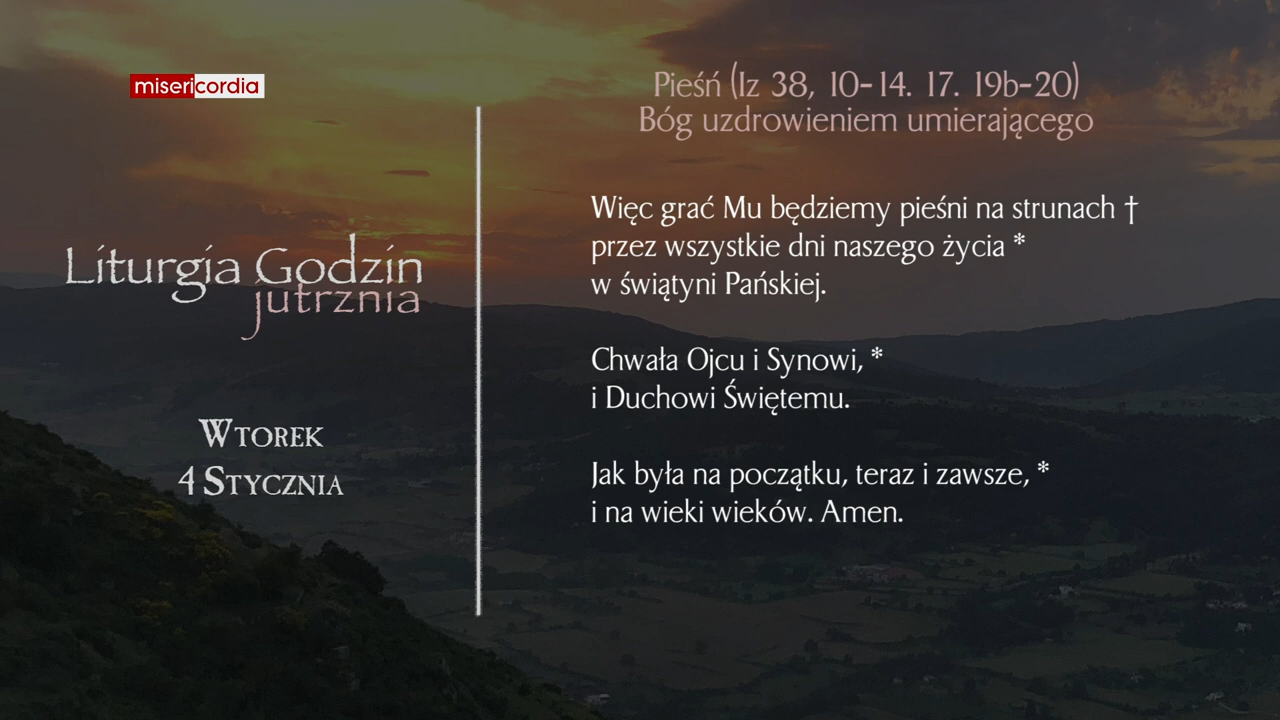 misericordia
Liturgia Godzin
jutrznia
Wtorek
4 Stycznia
Pieśń (Iz 38, 10-14. 17. 19b-20)
Bóg uzdrowieniem umierającego
Więc grać Mu będziemy pieśni na strunach †
przez wszystkie dni naszego życia *
w świątyni Pańskiej.
Chwała Ojcu i Synowi, *
i Duchowi Świętemu.
Jak była na początku, teraz i zawsze, *
i na wieki wieków. Amen.